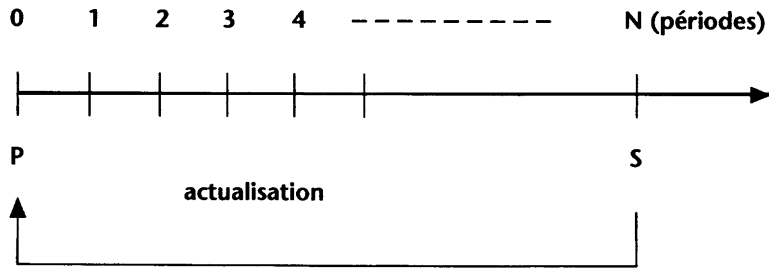 0 1 2 3 4 - - - - - - - - - - - N (périodes)
P S
actualisation